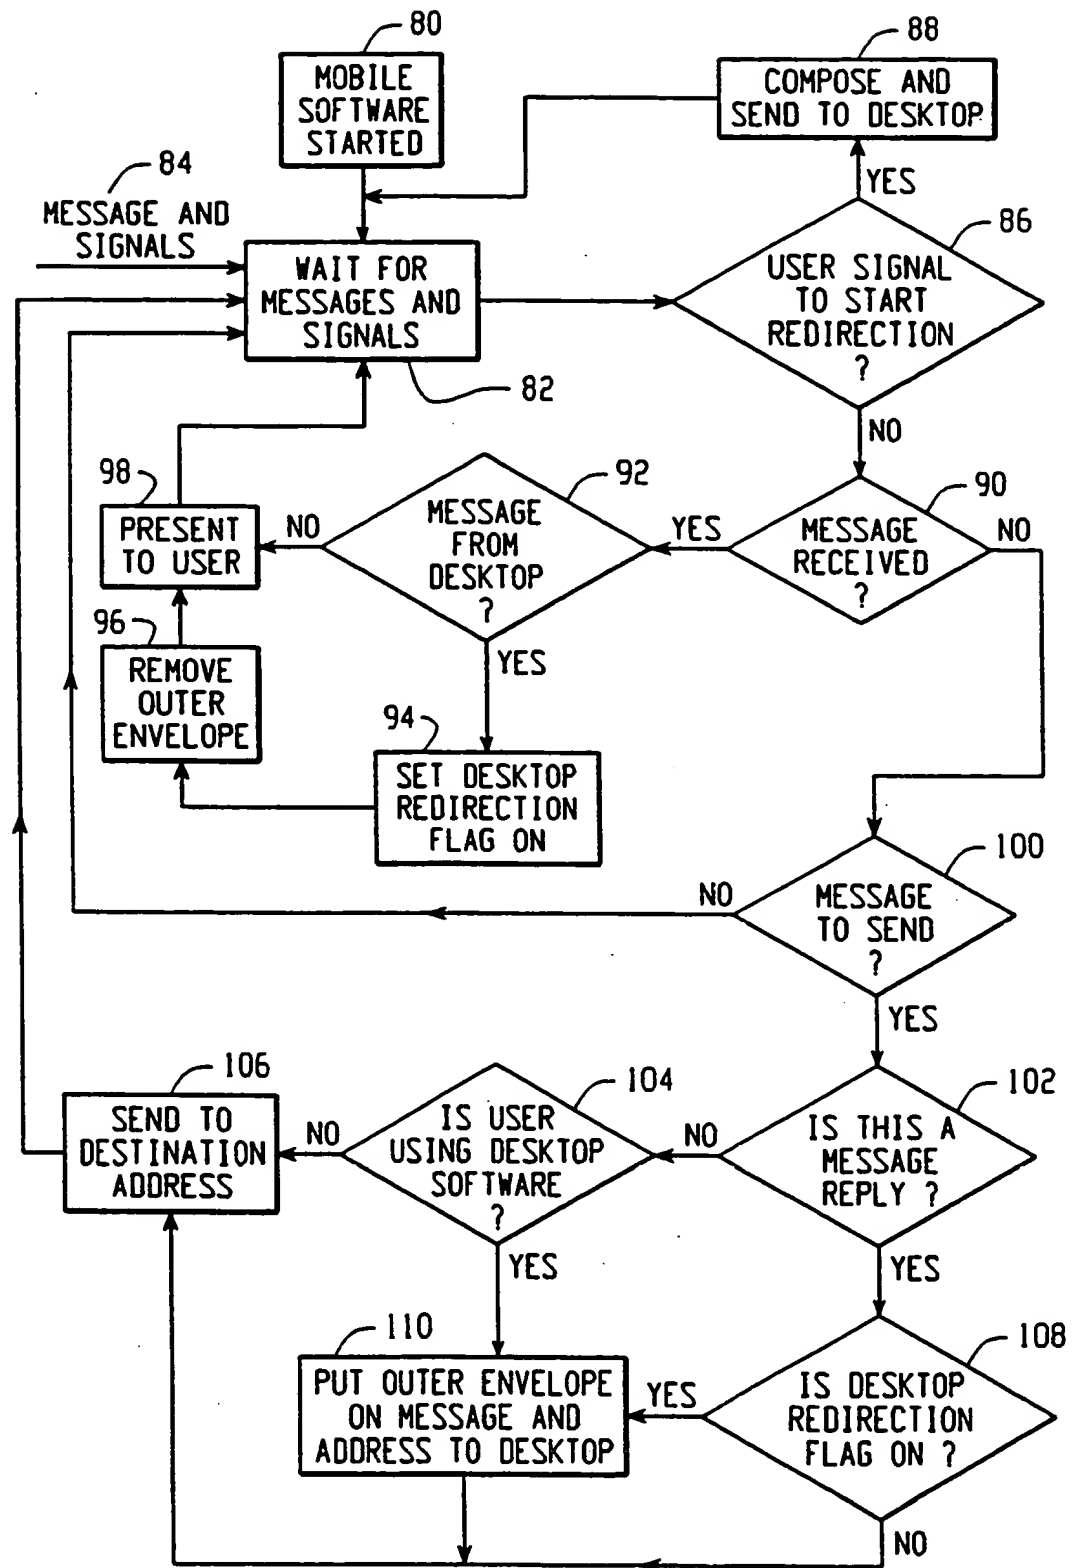 80
MOBILE
SOFTWARE
STARTED
88
COMPOSE AND
SEND TO DESKTOP
YES
84
MESSAGE AND
SIGNALS
WAIT FOR
MESSAGES AND
SIGNALS
82
86
USER SIGNAL
TO START
REDIRECTION
?
NO
98
PRESENT
TO USER
NO
92
MESSAGE
FROM
DESKTOP
?
YES
90
MESSAGE
RECEIVED
?
NO
96
REMOVE
OUTER
ENVELOPE
YES
94
SET DESKTOP
REDIRECTION
FLAG ON
100
NO
MESSAGE
TO SEND
?
YES
106
SEND TO
DESTINATION
ADDRESS
NO
104
IS USER
USING DESKTOP
SOFTWARE
?
NO
102
IS THIS A
MESSAGE
REPLY ?
YES
YES
110
PUT OUTER ENVELOPE
ON MESSAGE AND
ADDRESS TO DESKTOP
YES
108
IS DESKTOP
REDIRECTION
FLAG ON ?
NO